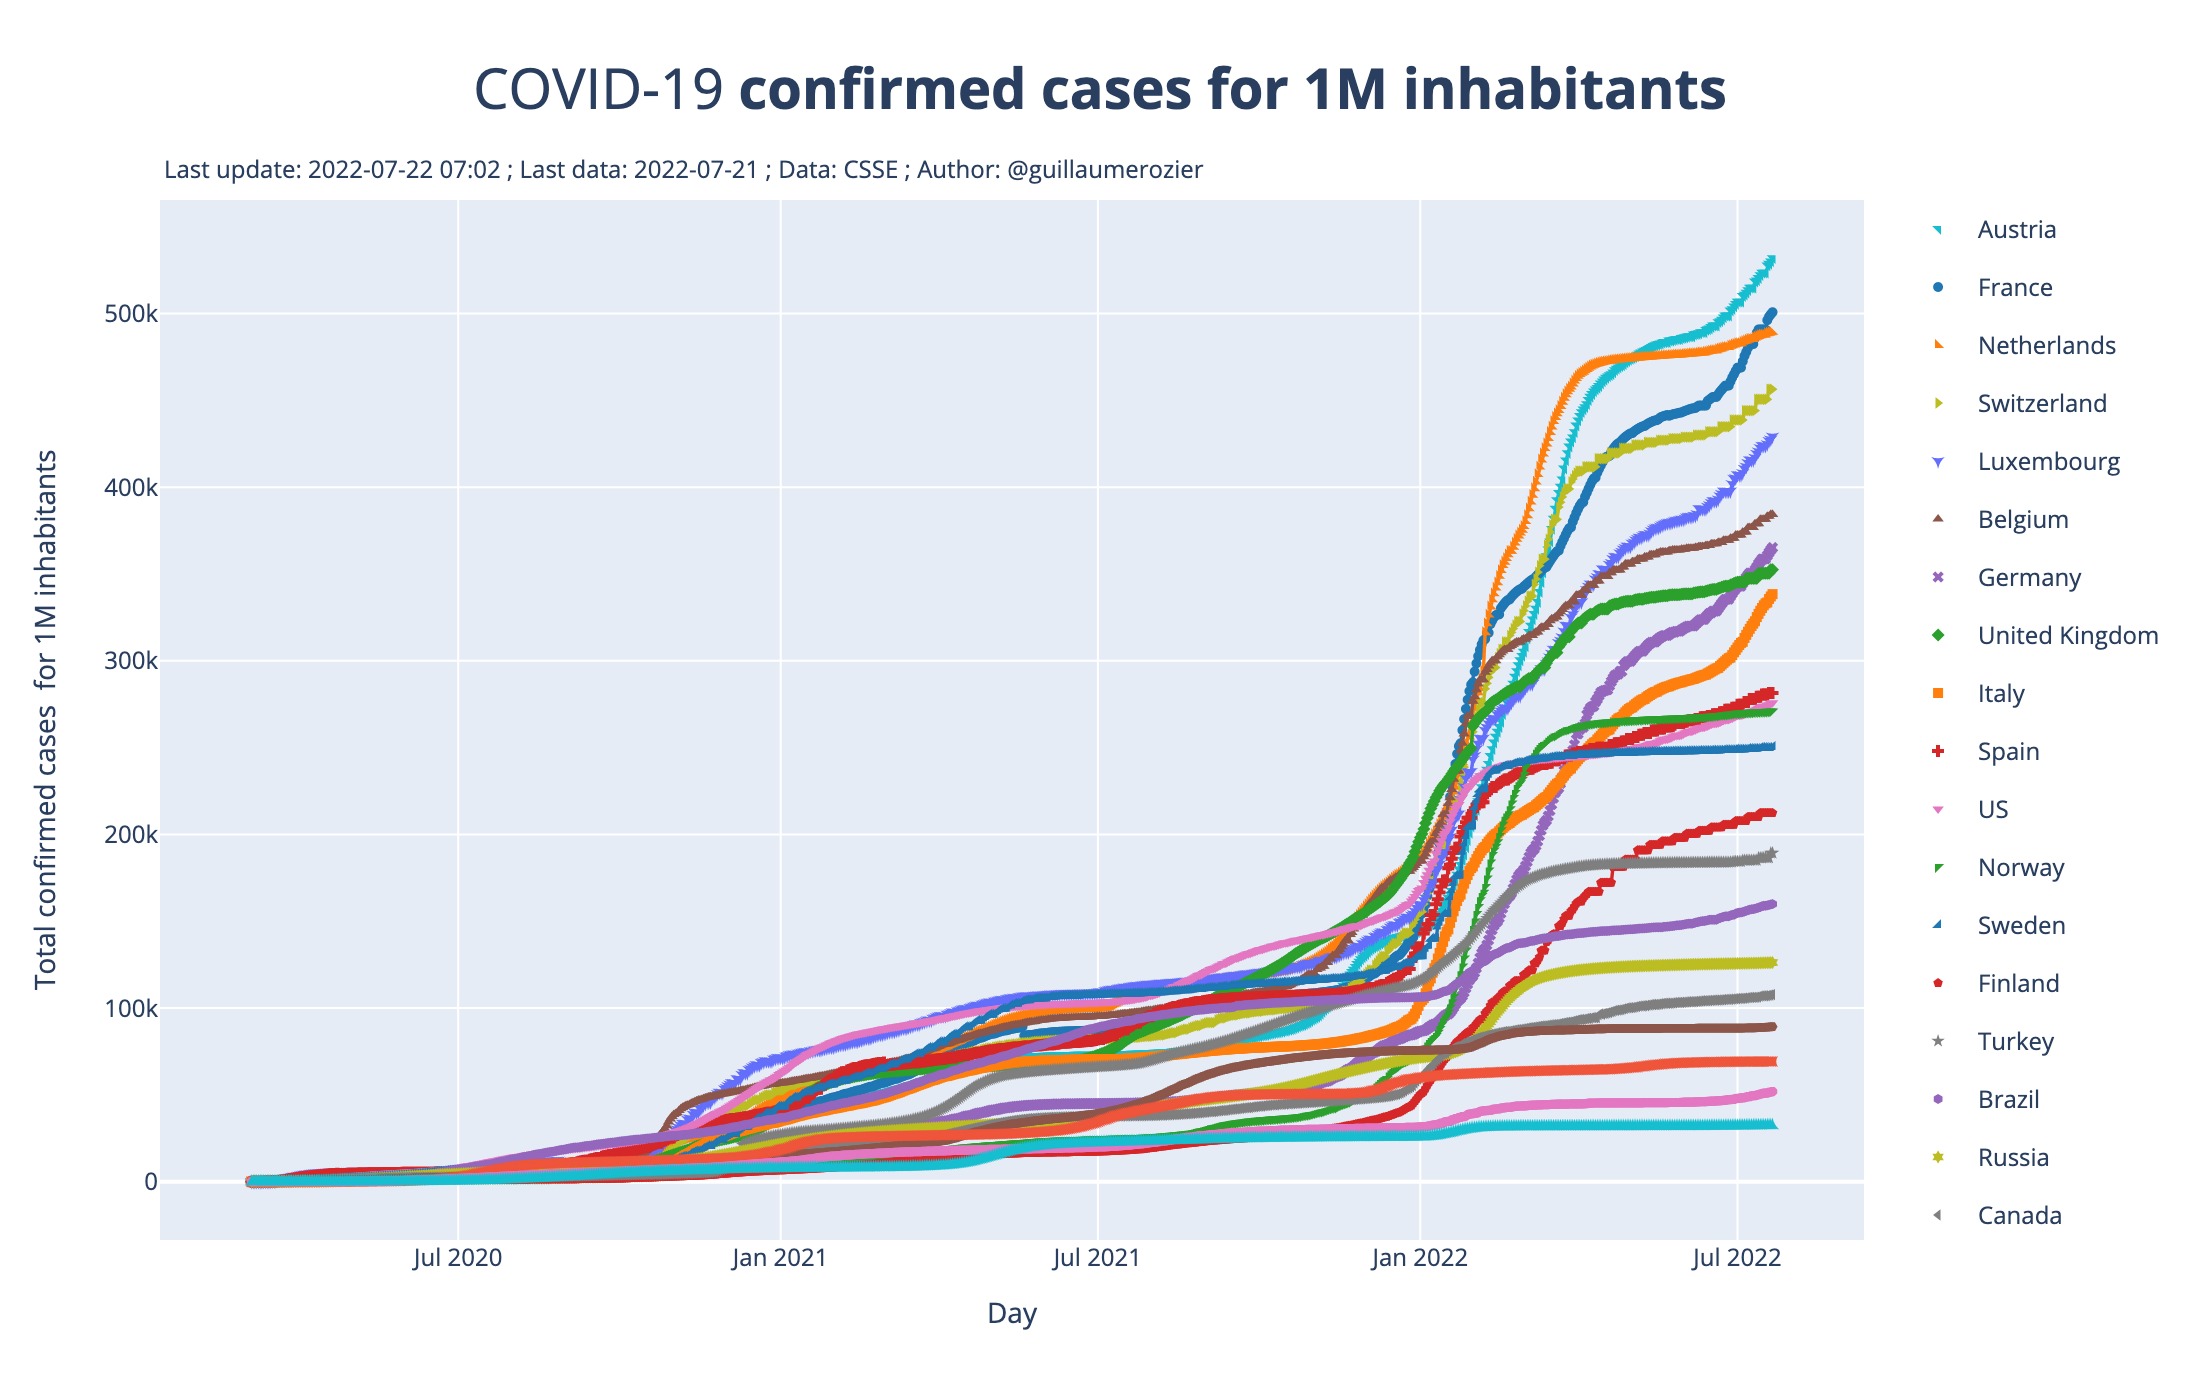 COVID-19 confirmed cases for 1M inhabitants
Last update: 2022-07-22 07:02 ; Last data: 2022-07-21 ; Data: CSSE ; Author: @guillaumerozier
Total confirmed cases for 1M inhabitants
500k
400k
300k
200k
100k
0
Jul 2020
Jan 2021
Jul 2021
Jan 2022
Jul 2022
Day
Austria
France
Netherlands
Switzerland
Luxembourg
Belgium
Germany
United Kingdom
Italy
Spain
US
Norway
Sweden
Finland
Turkey
Brazil
Russia
Canada